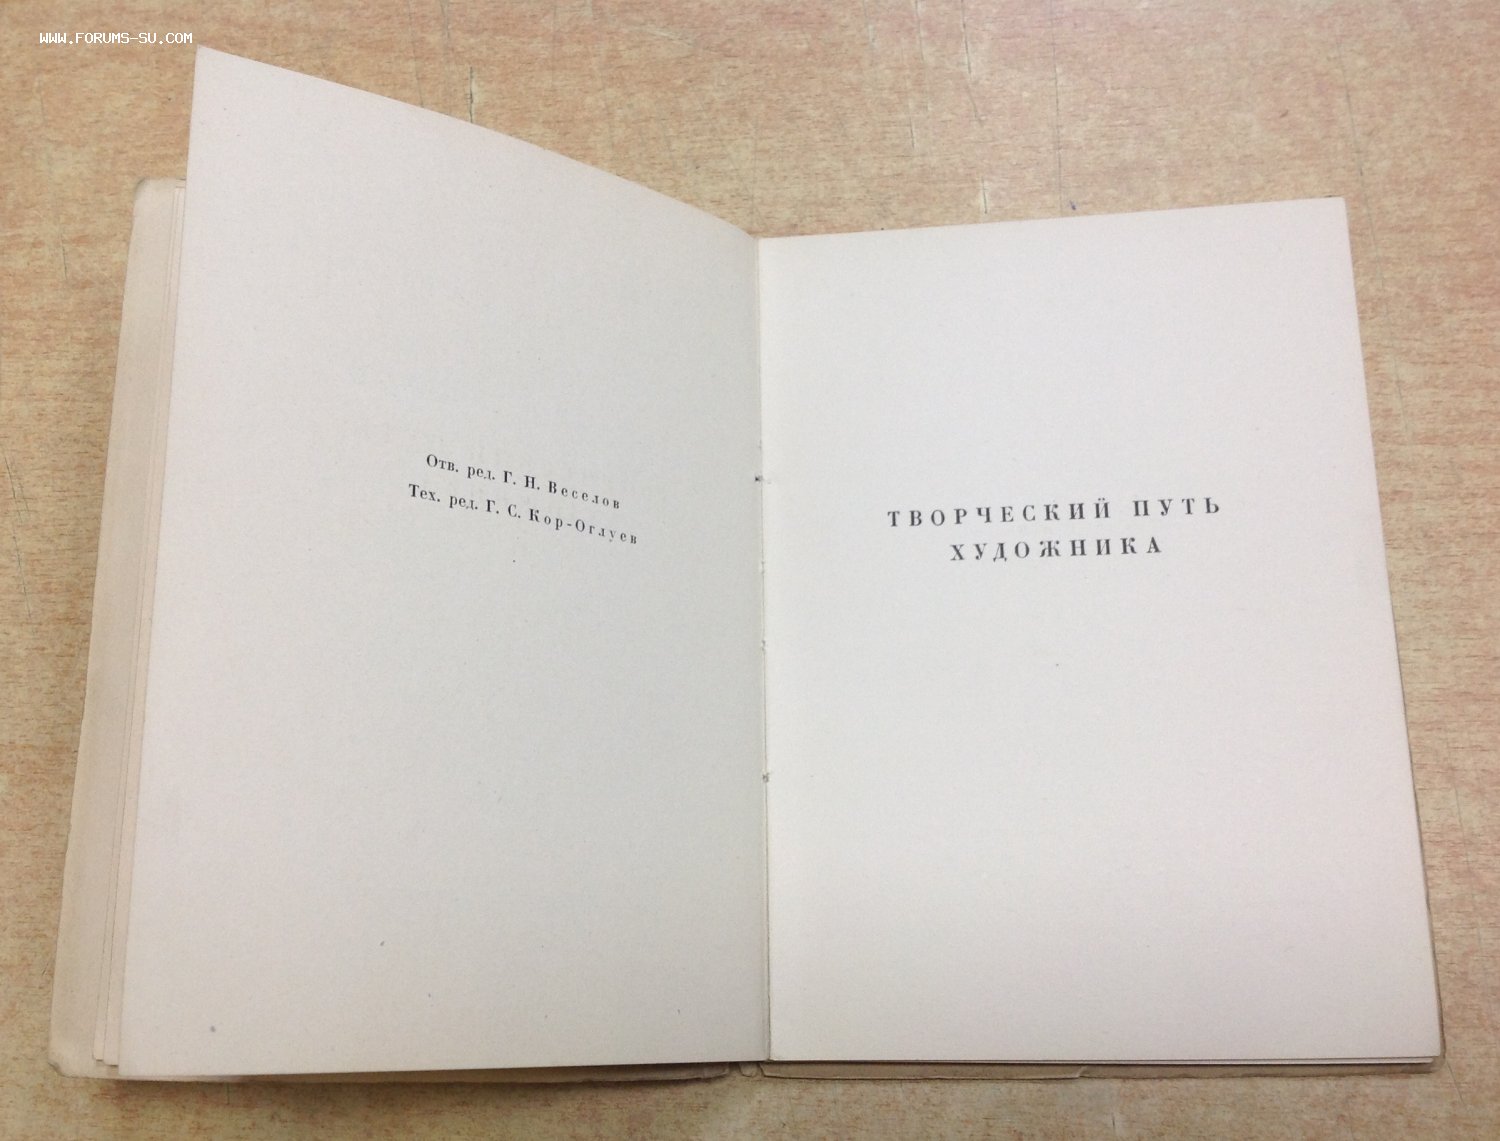 WWW.FORUMS-SU.COM
Отв. ред. Г. Н. Веселов
Тех. ред. Г. С. Кор-Оглуев
ТВОРЧЕСКИЙ ПУТЬ
ХУДОЖНИКА